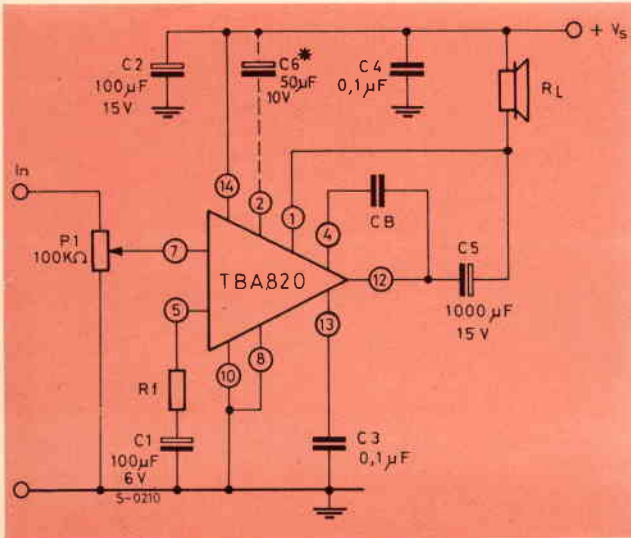 + Vs
C2
100µF
15V
C6*
50µF
10V
C4
0,1µF
RL
In
14
2
1
4
CB
P1
100KΩ
7
TBA820
12
C5
1000µF
15V
5
13
10
8
Rf
C1
100µF
6V
S-0210
C3
0,1µF